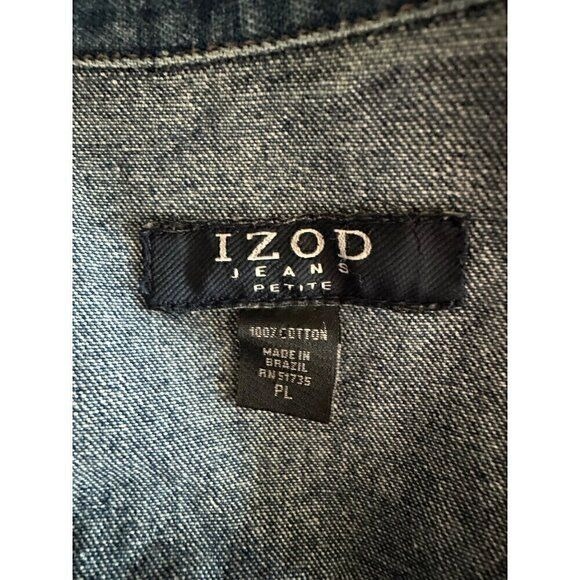 IZOD
JEANS
PETITE
100% COTTON
MADE IN
BRAZIL
RN 51735
PL